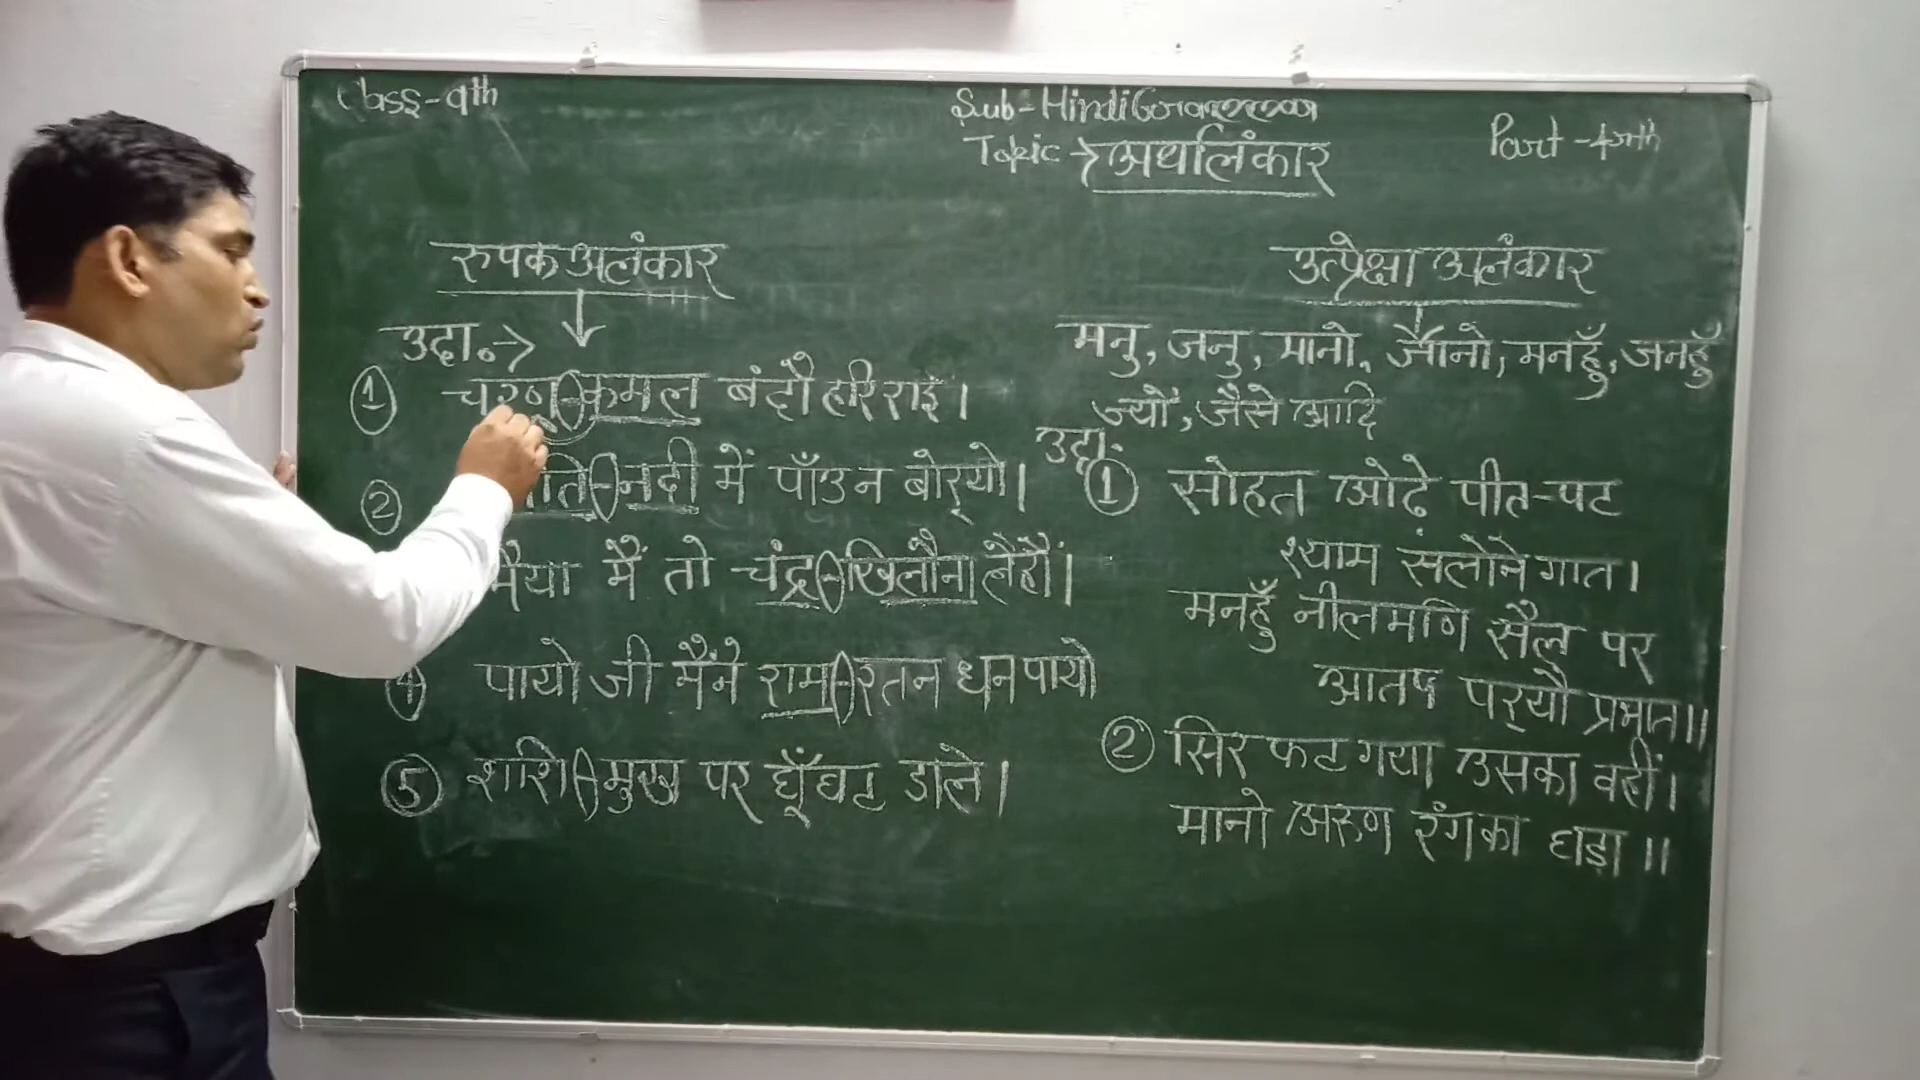 Class-9th
Sub-Hindi Grammar
Topic → अर्थालंकार
Part-4rth
रुपक अलंकार
उदा.→
① चरण-कमल बंदौ हरि राइ।
② नदी में पाँउ न बोर्‌यो।
मैया मैं तो चंद्र-खिलौना लैहौं।
④ पायो जी मैंने राम-रतन धन पायो
⑤ शशि-मुख पर घूँघट डाले।
उत्प्रेक्षा अलंकार
मनु, जनु, मानो, जानो, मनहुँ, जनहुँ
ज्यों, जैसे आदि
उदा.
① सोहत ओढ़े पीत-पट
श्याम सलोने गात।
मनहुँ नीलमणि सैल पर
आतप पर्‌यौ प्रभात॥
② सिर फट गया उसका वहीं।
मानो अरुण रंग का घड़ा॥